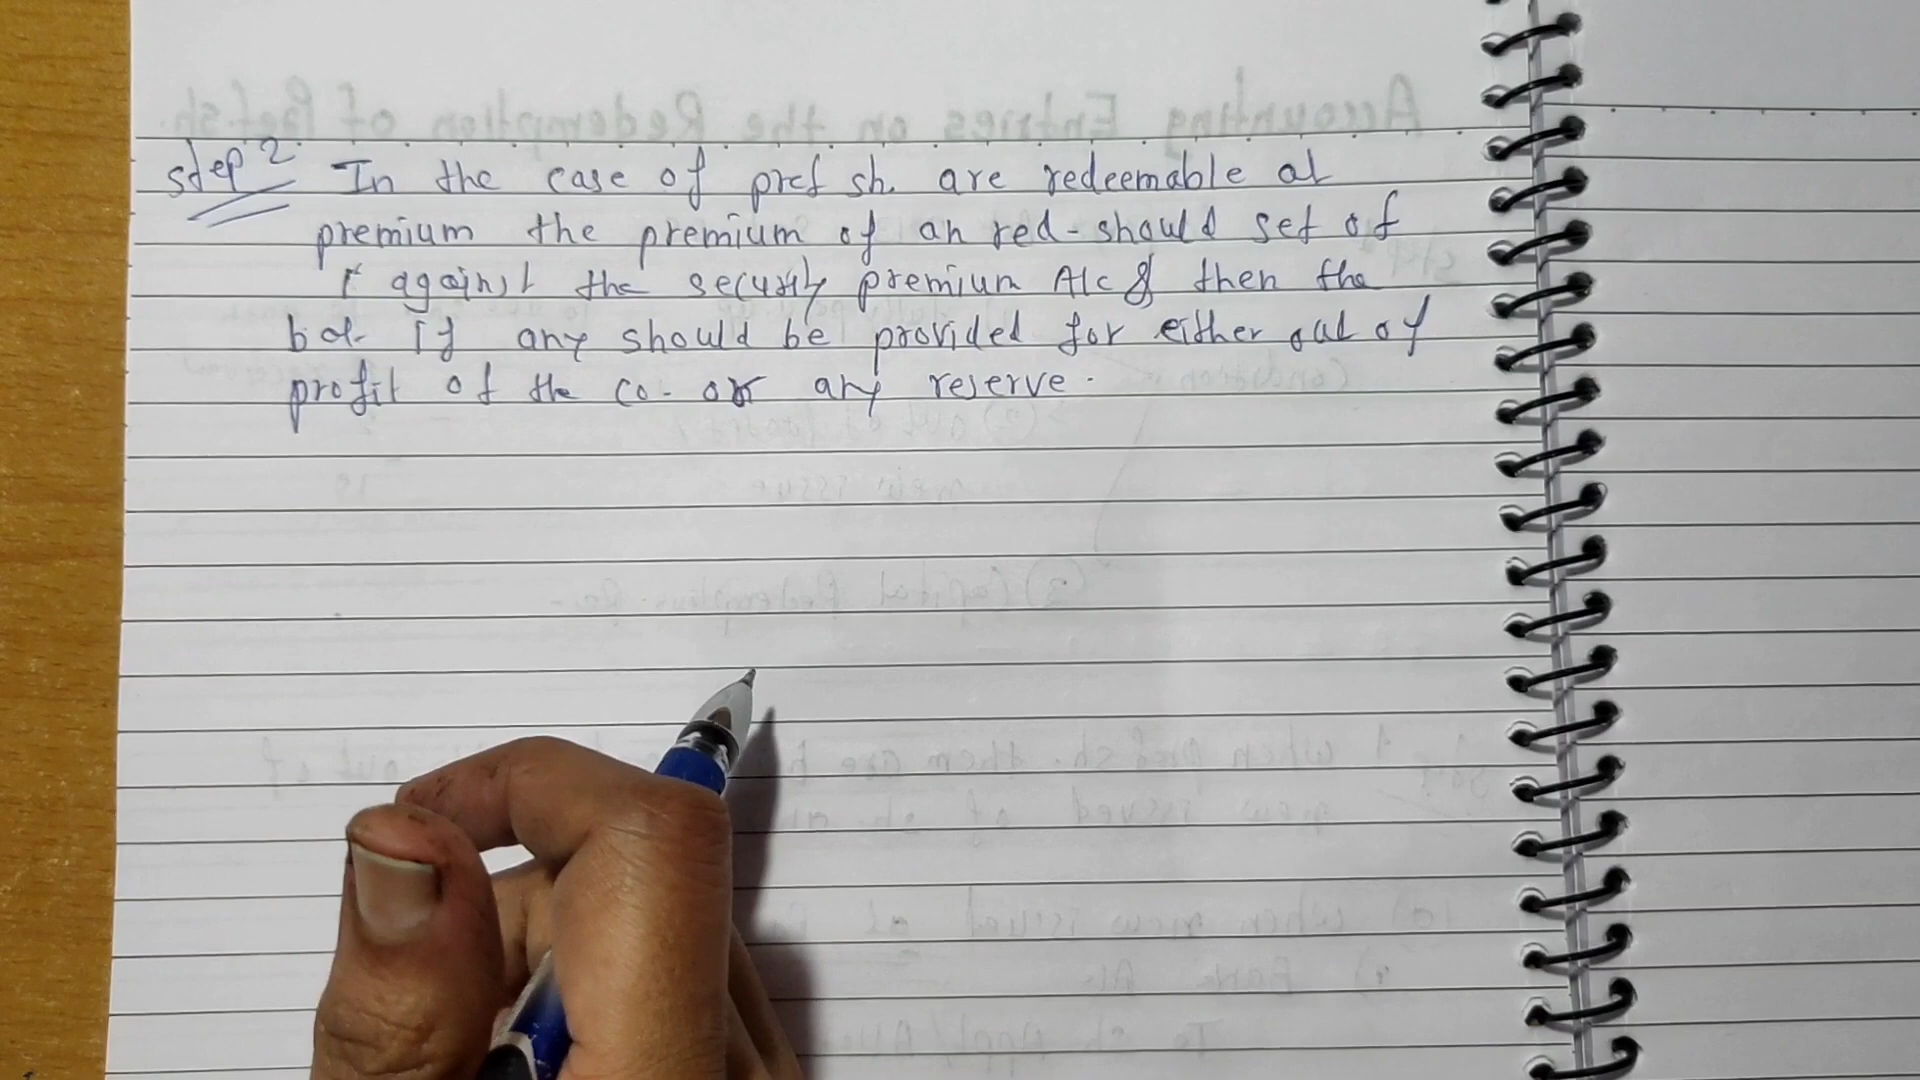 step 2 In the case of pref sh. are redeemable at
premium the premium of an red- should set of
f against the security premium A/c & then the
bal- if any should be provided for either out of
profit of the co- or any reserve.